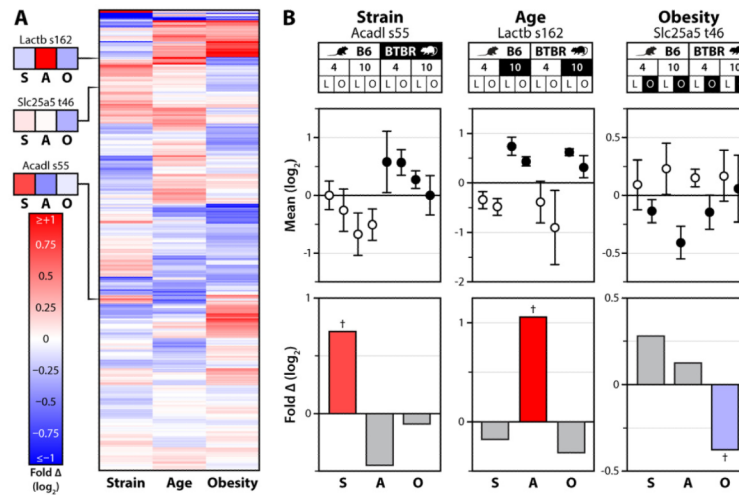 A
Lactb s162
S A O
Slc25a5 t46
S A O
Acadl s55
S A O
≥+1
0.75
0.5
0.25
0
−0.25
−0.5
−0.75
≤−1
Fold Δ
(log2)
Strain Age Obesity
B
Strain
Acadl s55
B6 BTBR
4 10 4 10
L O L O L O L O
Age
Lactb s162
B6 BTBR
4 10 4 10
L O L O L O L O
Obesity
Slc25a5 t46
B6 BTBR
4 10 4 10
L O L O L O L O
Mean (log2)
1
0
-1
1
0
-1
-2
0.5
0
-0.5
Fold Δ (log2)
1
0
†
S A O
1
0
†
S A O
0.5
0
-0.5
†
S A O